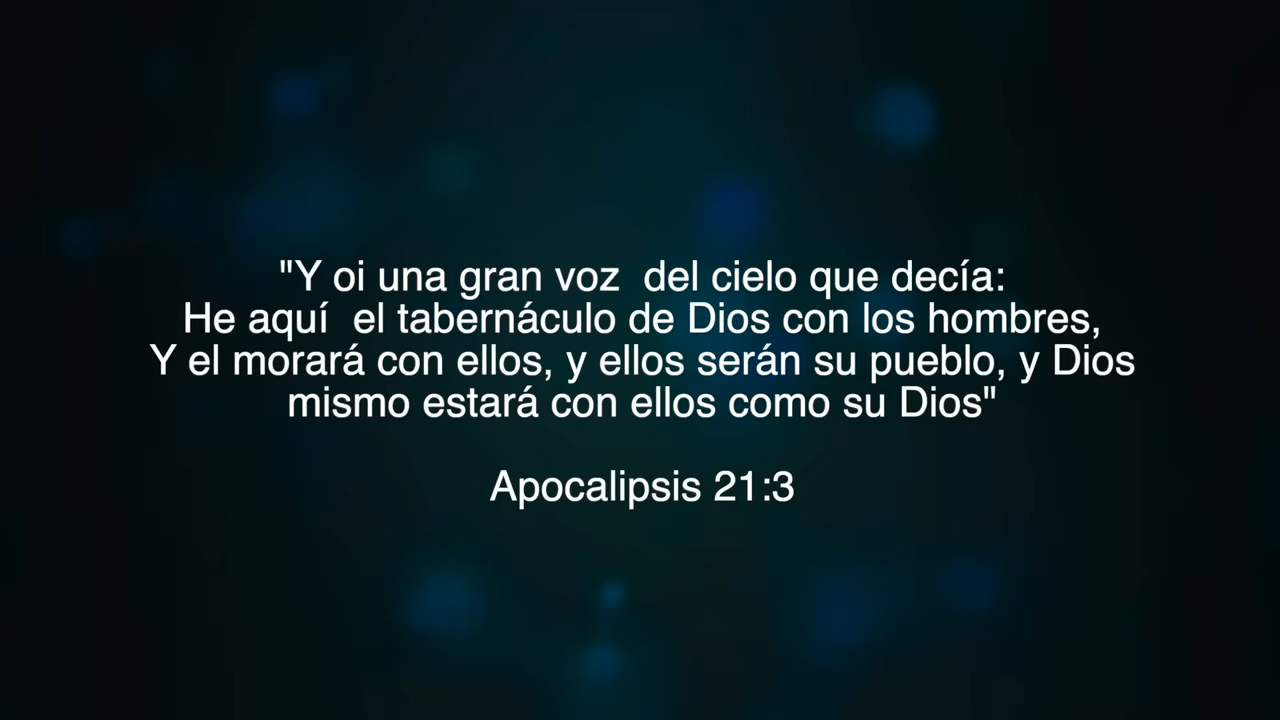 "Y oi una gran voz  del cielo que decía:
He aquí  el tabernáculo de Dios con los hombres,
Y el morará con ellos, y ellos serán su pueblo, y Dios
mismo estará con ellos como su Dios"
Apocalipsis 21:3